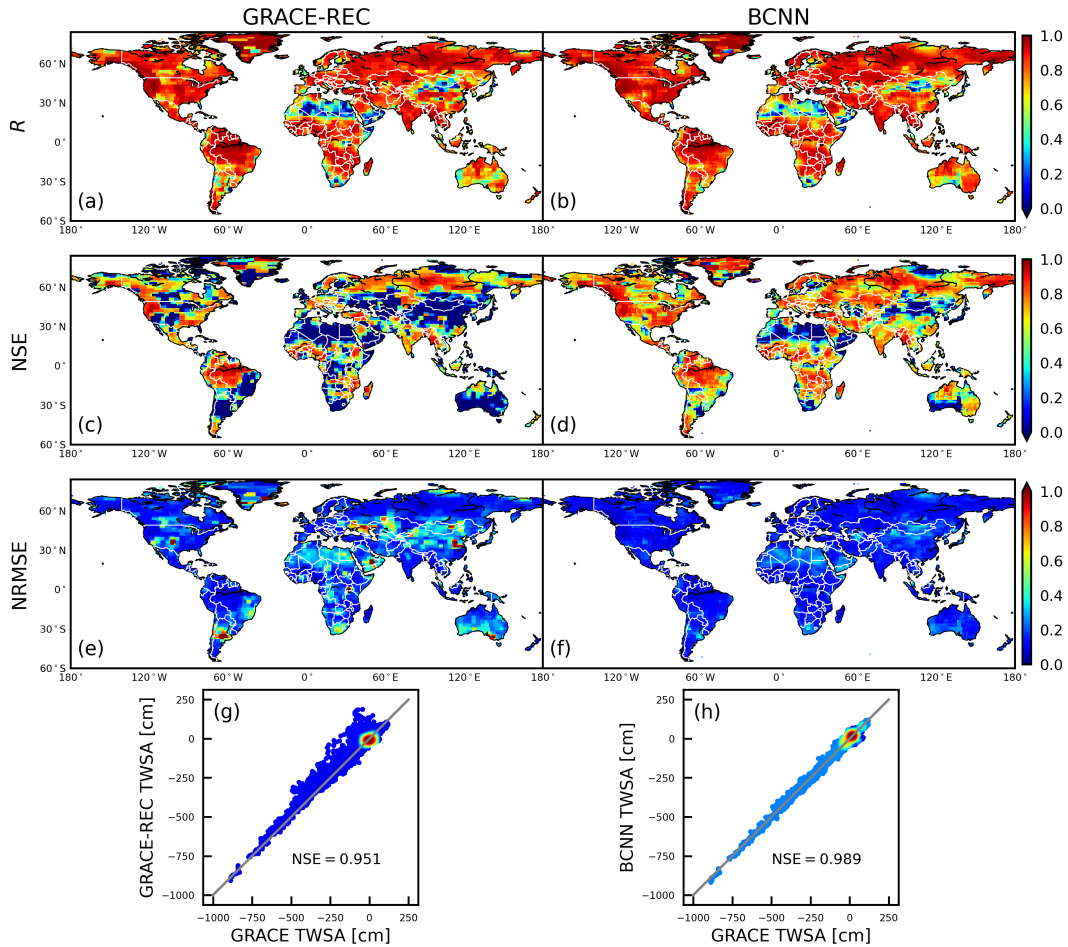 GRACE-REC
BCNN
R
60°N
30°N
0°
30°S
60°S
(a)
(b)
1.0
0.8
0.6
0.4
0.2
0.0
180° 120°W 60°W 0° 60°E 120°E 180° 120°W 60°W 0° 60°E 120°E 180°
NSE
60°N
30°N
0°
30°S
60°S
(c)
(d)
1.0
0.8
0.6
0.4
0.2
0.0
180° 120°W 60°W 0° 60°E 120°E 180° 120°W 60°W 0° 60°E 120°E 180°
NRMSE
60°N
30°N
0°
30°S
60°S
(e)
(f)
1.0
0.8
0.6
0.4
0.2
0.0
180° 120°W 60°W 0° 60°E 120°E 180° 120°W 60°W 0° 60°E 120°E 180°
GRACE-REC TWSA [cm]
250
0
−250
−500
−750
−1000
(g)
NSE = 0.951
−1000 −750 −500 −250 0 250
GRACE TWSA [cm]
BCNN TWSA [cm]
250
0
−250
−500
−750
−1000
(h)
NSE = 0.989
−1000 −750 −500 −250 0 250
GRACE TWSA [cm]